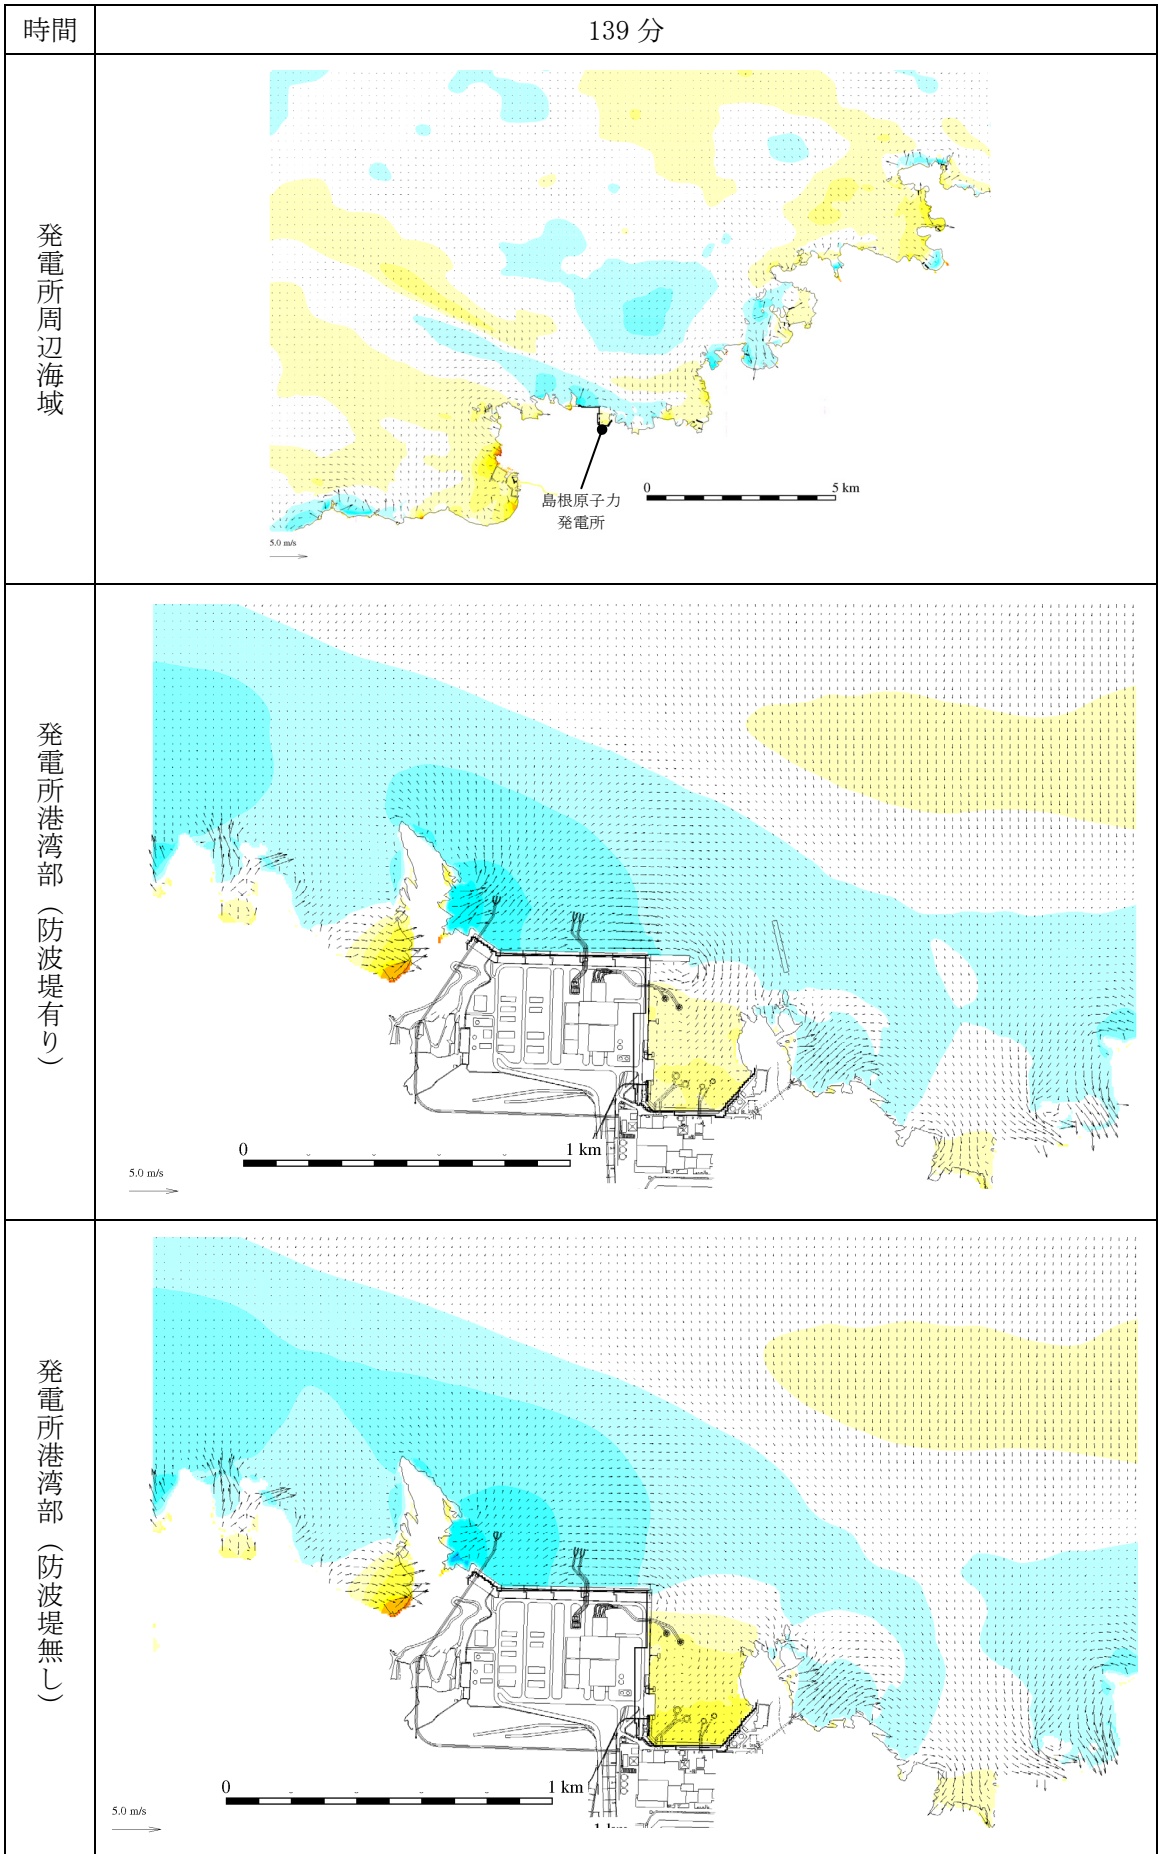 時間
139 分
発電所周辺海域
島根原子力
発電所
0
5 km
5.0 m/s
発電所港湾部（防波堤有り）
0
1 km
5.0 m/s
発電所港湾部（防波堤無し）
0
1 km
5.0 m/s